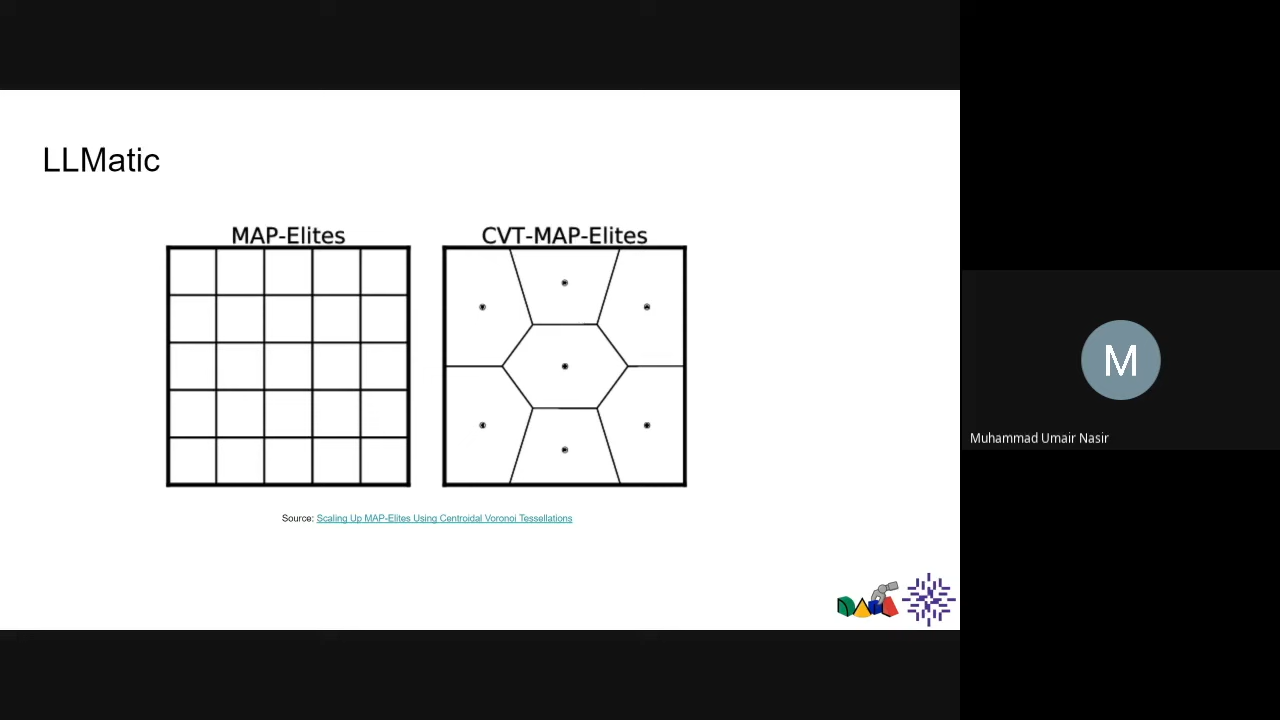 LLMatic
MAP-Elites
CVT-MAP-Elites
Source: Scaling Up MAP-Elites Using Centroidal Voronoi Tessellations
M
Muhammad Umair Nasir